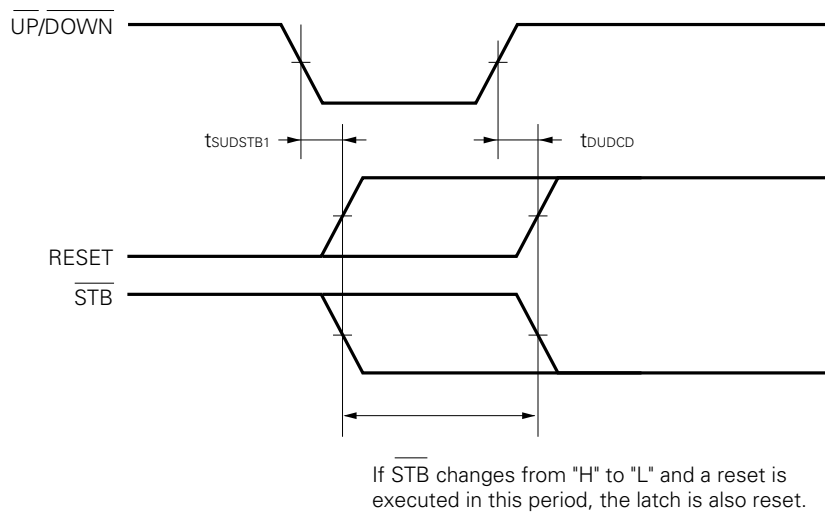 UP/DOWN
tSUDSTB1
tDUDCD
RESET
STB
If STB changes from "H" to "L" and a reset is
executed in this period, the latch is also reset.